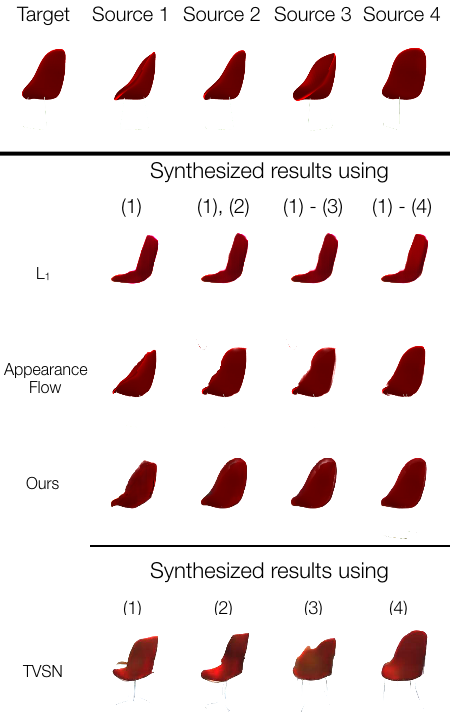 Target Source 1 Source 2 Source 3 Source 4
Synthesized results using
(1) (1), (2) (1) - (3) (1) - (4)
L₁
Appearance
Flow
Ours
Synthesized results using
(1) (2) (3) (4)
TVSN